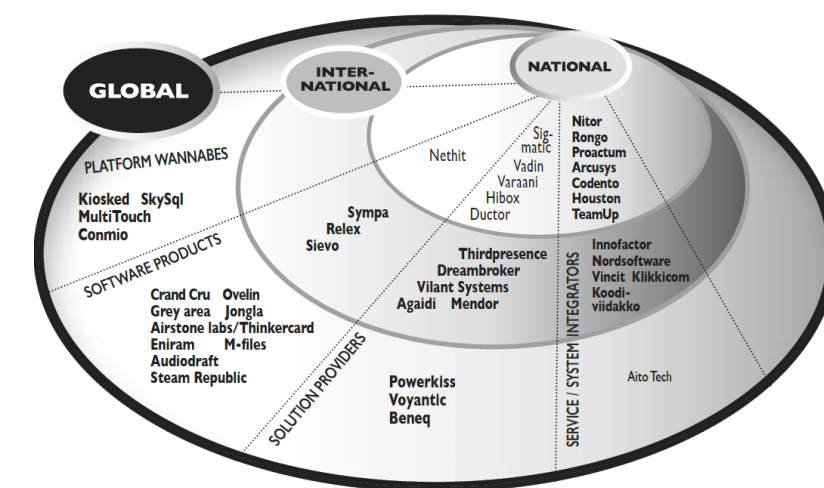 GLOBAL
INTER-
NATIONAL
NATIONAL
PLATFORM WANNABES
Kiosked SkySql
MultiTouch
Conmio
SOFTWARE PRODUCTS
Crand Cru Ovelin
Grey area Jongla
Airstone labs/Thinkercard
Eniram M-files
Audiodraft
Steam Republic
Sympa
Relex
Sievo
Nethit
SOLUTION PROVIDERS
Sig-
matic
Vadin
Varaani
Hibox
Ductor
Thirdpresence
Dreambroker
Vilant Systems
Agaidi Mendor
Powerkiss
Voyantic
Beneq
SERVICE / SYSTEM INTEGRATORS
Nitor
Rongo
Proactum
Arcusys
Codento
Houston
TeamUp
Innofactor
Nordsoftware
Vincit Klikkicom
Koodi-
viidakko
Aito Tech